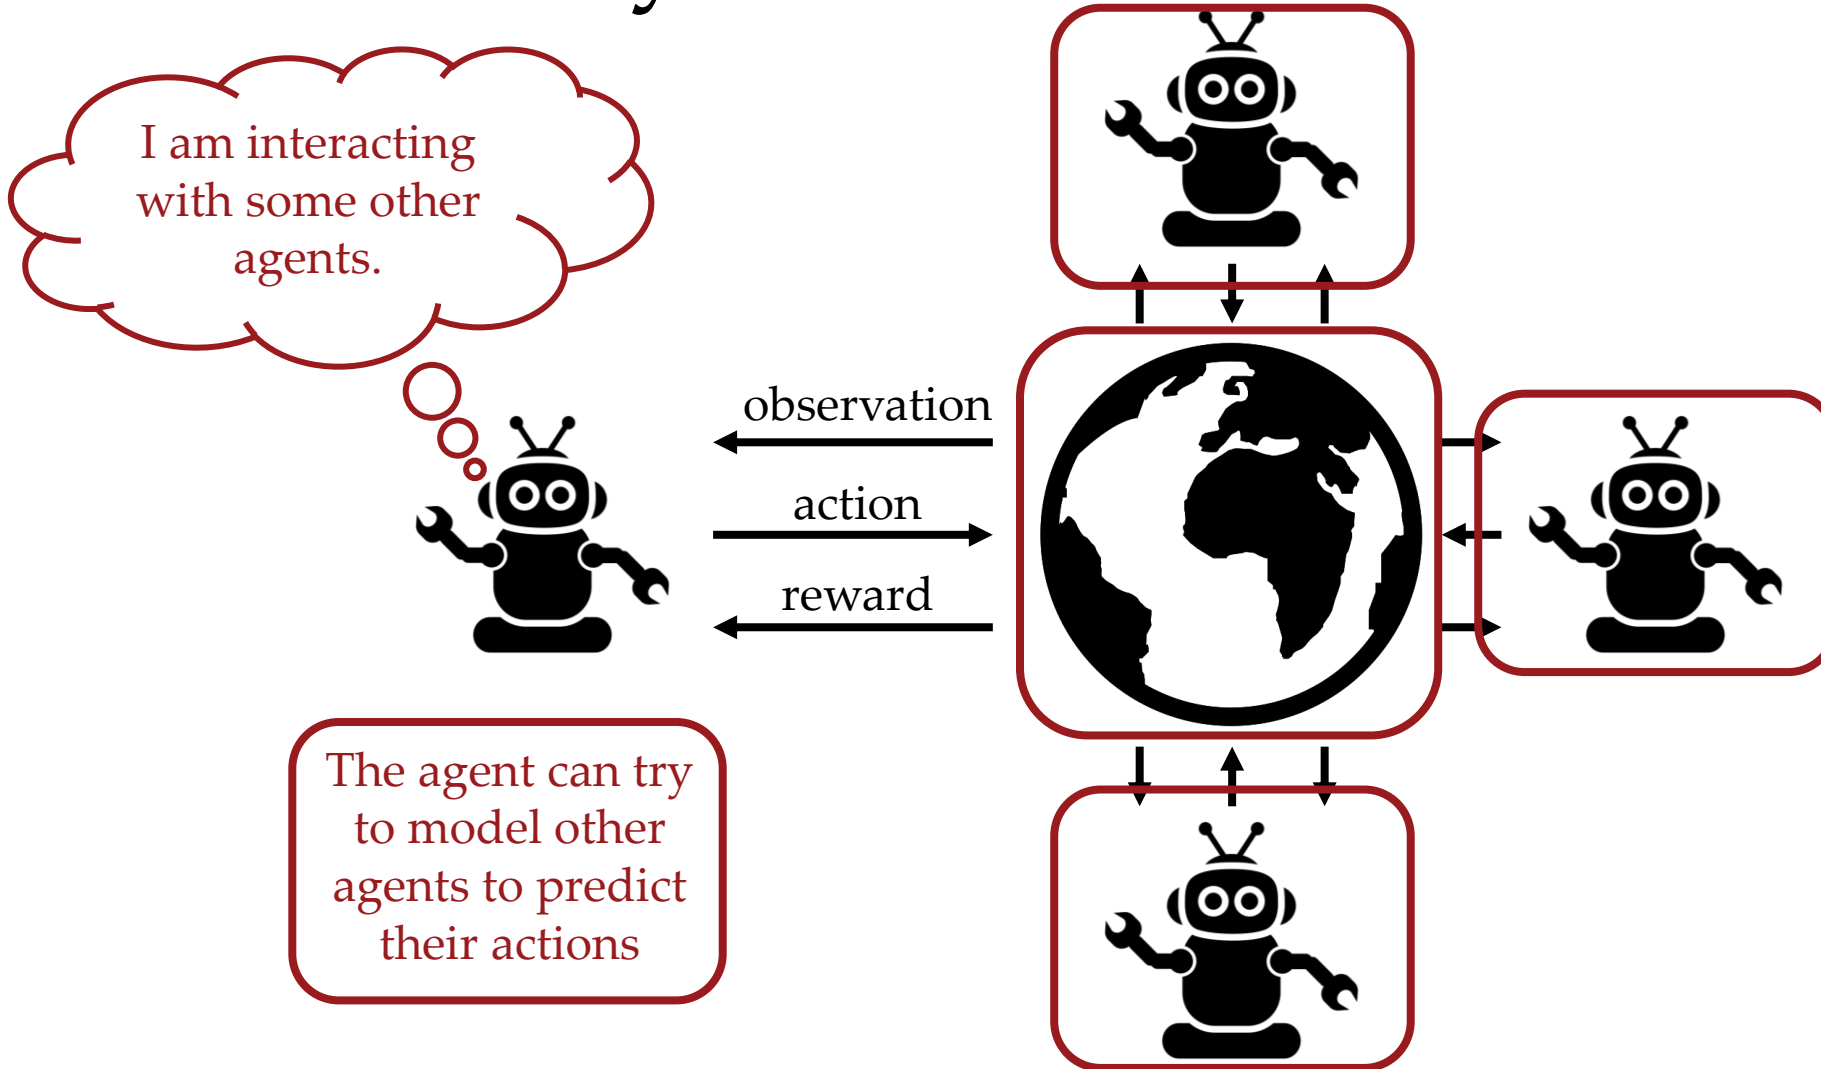 I am interacting
with some other
agents.
observation
action
reward
The agent can try
to model other
agents to predict
their actions